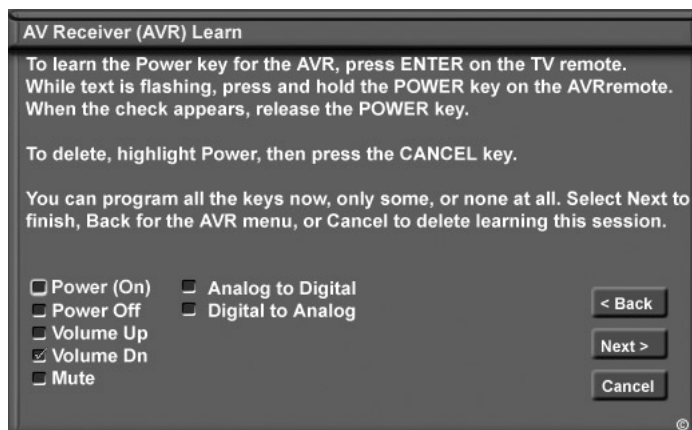 AV Receiver (AVR) Learn
To learn the Power key for the AVR, press ENTER on the TV remote.
While text is flashing, press and hold the POWER key on the AVRremote.
When the check appears, release the POWER key.
To delete, highlight Power, then press the CANCEL key.
You can program all the keys now, only some, or none at all. Select Next to
finish, Back for the AVR menu, or Cancel to delete learning this session.
Power (On)
Power Off
Volume Up
Volume Dn
Mute
Analog to Digital
Digital to Analog
< Back
Next >
Cancel
©